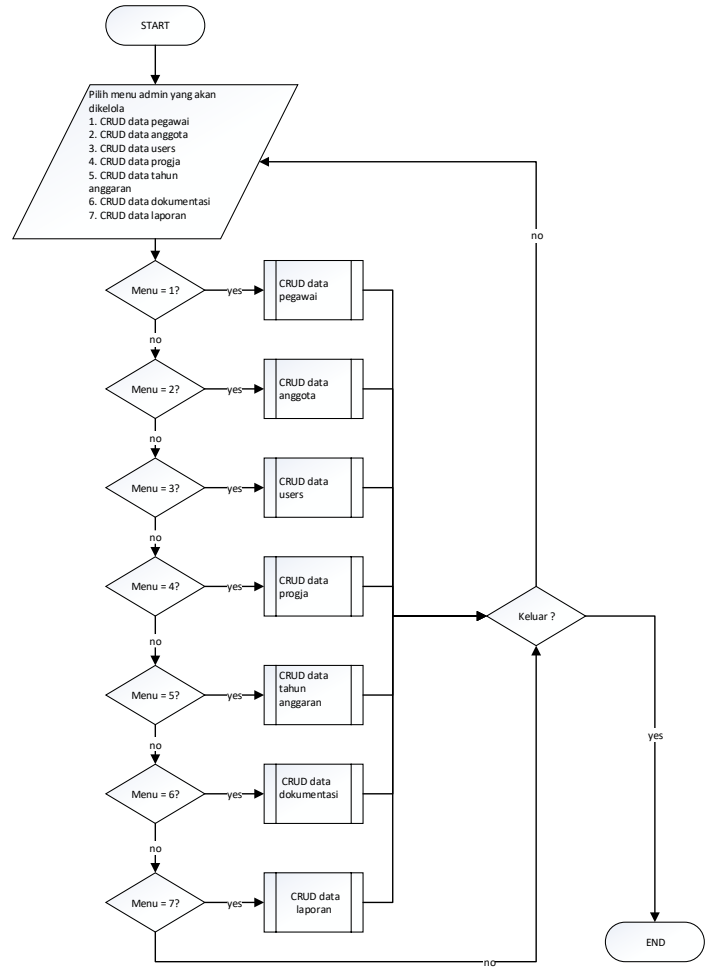 START
Pilih menu admin yang akan
dikelola
1. CRUD data pegawai
2. CRUD data anggota
3. CRUD data users
4. CRUD data progja
5. CRUD data tahun
anggaran
6. CRUD data dokumentasi
7. CRUD data laporan
no
Menu = 1?
yes
CRUD data
pegawai
no
Menu = 2?
yes
CRUD data
anggota
no
Menu = 3?
yes
CRUD data
users
no
Menu = 4?
yes
CRUD data
progja
Keluar ?
no
Menu = 5?
yes
CRUD data
tahun
anggaran
yes
no
Menu = 6?
yes
CRUD data
dokumentasi
no
Menu = 7?
yes
CRUD data
laporan
END
no